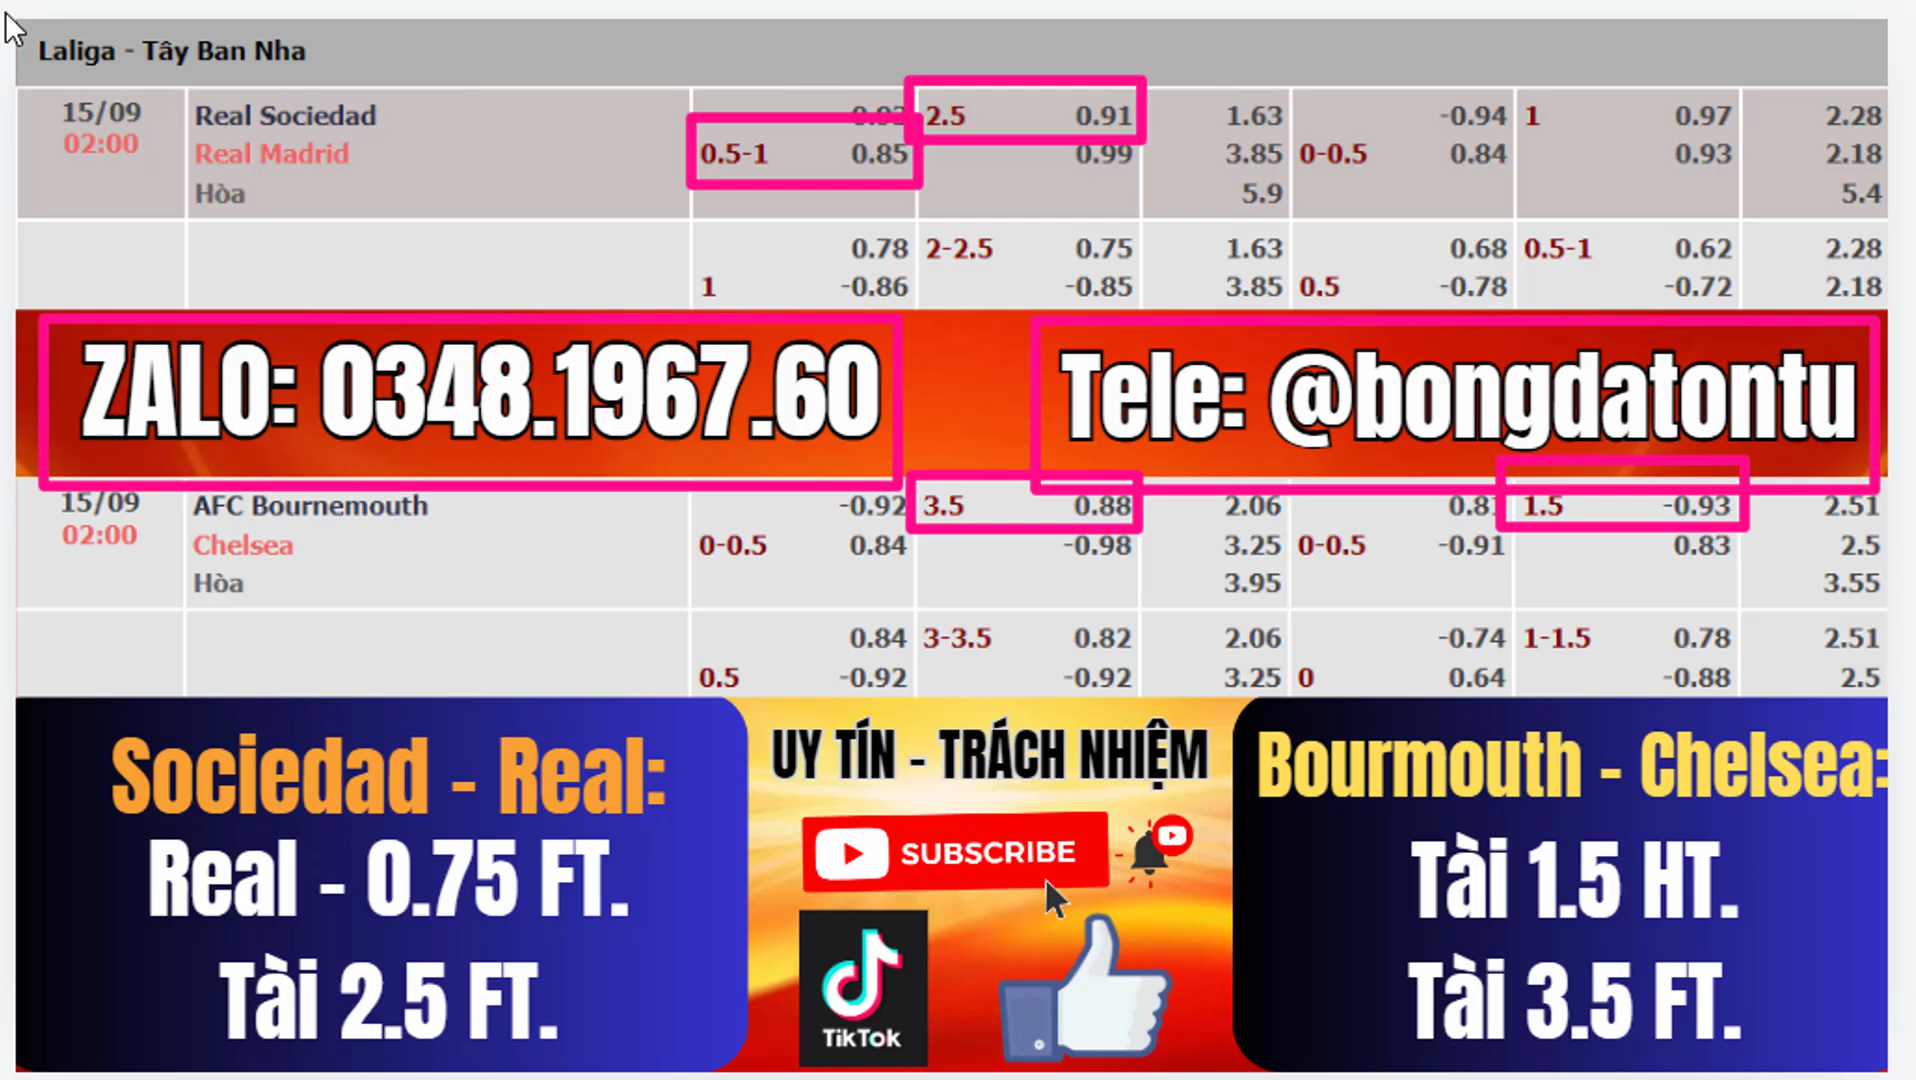 Laliga - Tây Ban Nha
15/09 Real Sociedad 0.93 2.5 0.91 1.63 -0.94 1 0.97 2.28
02:00 Real Madrid 0.5-1 0.85 0.99 3.85 0-0.5 0.84 0.93 2.18
Hòa 5.9 5.4
0.78 2-2.5 0.75 1.63 0.68 0.5-1 0.62 2.28
1 -0.86 -0.85 3.85 0.5 -0.78 -0.72 2.18
ZALO: 0348.1967.60 Tele: @bongdatontu
15/09 AFC Bournemouth -0.92 3.5 0.88 2.06 0.81 1.5 -0.93 2.51
02:00 Chelsea 0-0.5 0.84 -0.98 3.25 0-0.5 -0.91 0.83 2.5
Hòa 3.95 3.55
0.84 3-3.5 0.82 2.06 -0.74 1-1.5 0.78 2.51
0.5 -0.92 -0.92 3.25 0 0.64 -0.88 2.5
Sociedad - Real:
Real - 0.75 FT.
Tài 2.5 FT.
UY TÍN - TRÁCH NHIỆM
SUBSCRIBE
TikTok
Bourmouth - Chelsea:
Tài 1.5 HT.
Tài 3.5 FT.